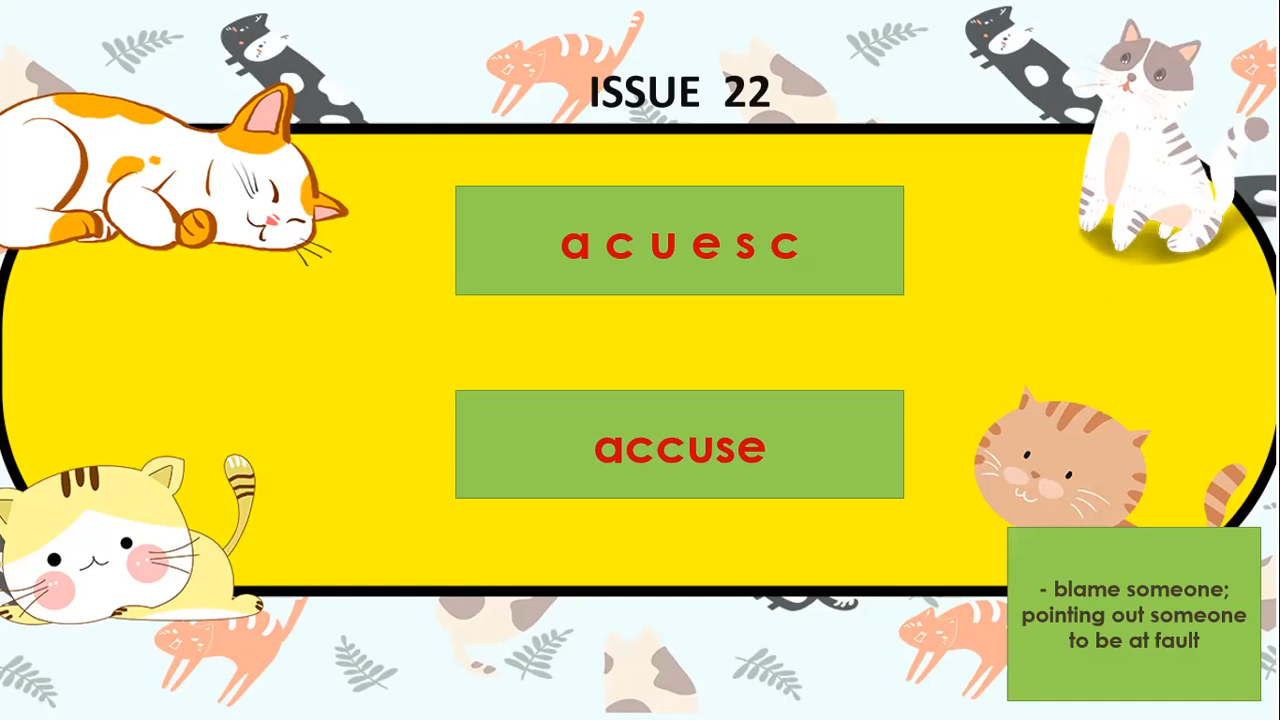 ISSUE 22
a c u e s c
accuse
- blame someone;
pointing out someone
to be at fault